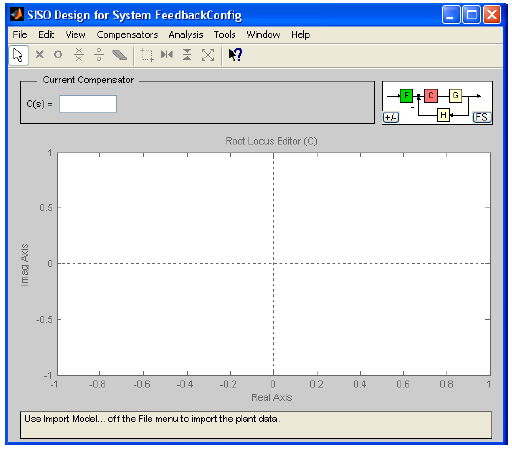 SISO Design for System FeedbackConfig
File Edit View Compensators Analysis Tools Window Help
Current Compensator
C(s) =
F C G
H
+/- FS
Root Locus Editor (C)
1
0.5
0
-0.5
-1
Imag Axis
-1 -0.8 -0.6 -0.4 -0.2 0 0.2 0.4 0.6 0.8 1
Real Axis
Use Import Model... off the File menu to import the plant data.